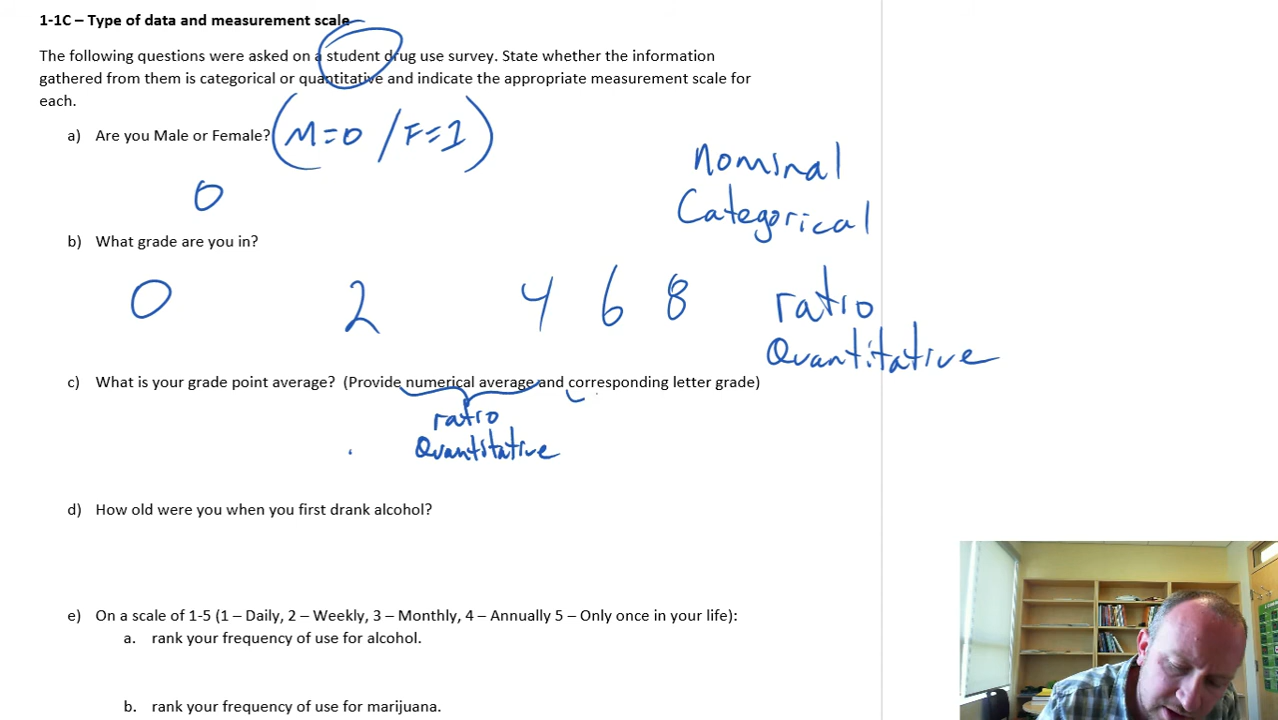 1-1C – Type of data and measurement scale
The following questions were asked on a student drug use survey. State whether the information
gathered from them is categorical or quantitative and indicate the appropriate measurement scale for
each.
a) Are you Male or Female? (M=0 / F=1)
Nominal
0
Categorical
b) What grade are you in?
0 2 4 6 8 ratio
Quantitative
c) What is your grade point average? (Provide numerical average and corresponding letter grade)
ratio
Quantitative
d) How old were you when you first drank alcohol?
e) On a scale of 1-5 (1 – Daily, 2 – Weekly, 3 – Monthly, 4 – Annually 5 – Only once in your life):
a. rank your frequency of use for alcohol.
b. rank your frequency of use for marijuana.